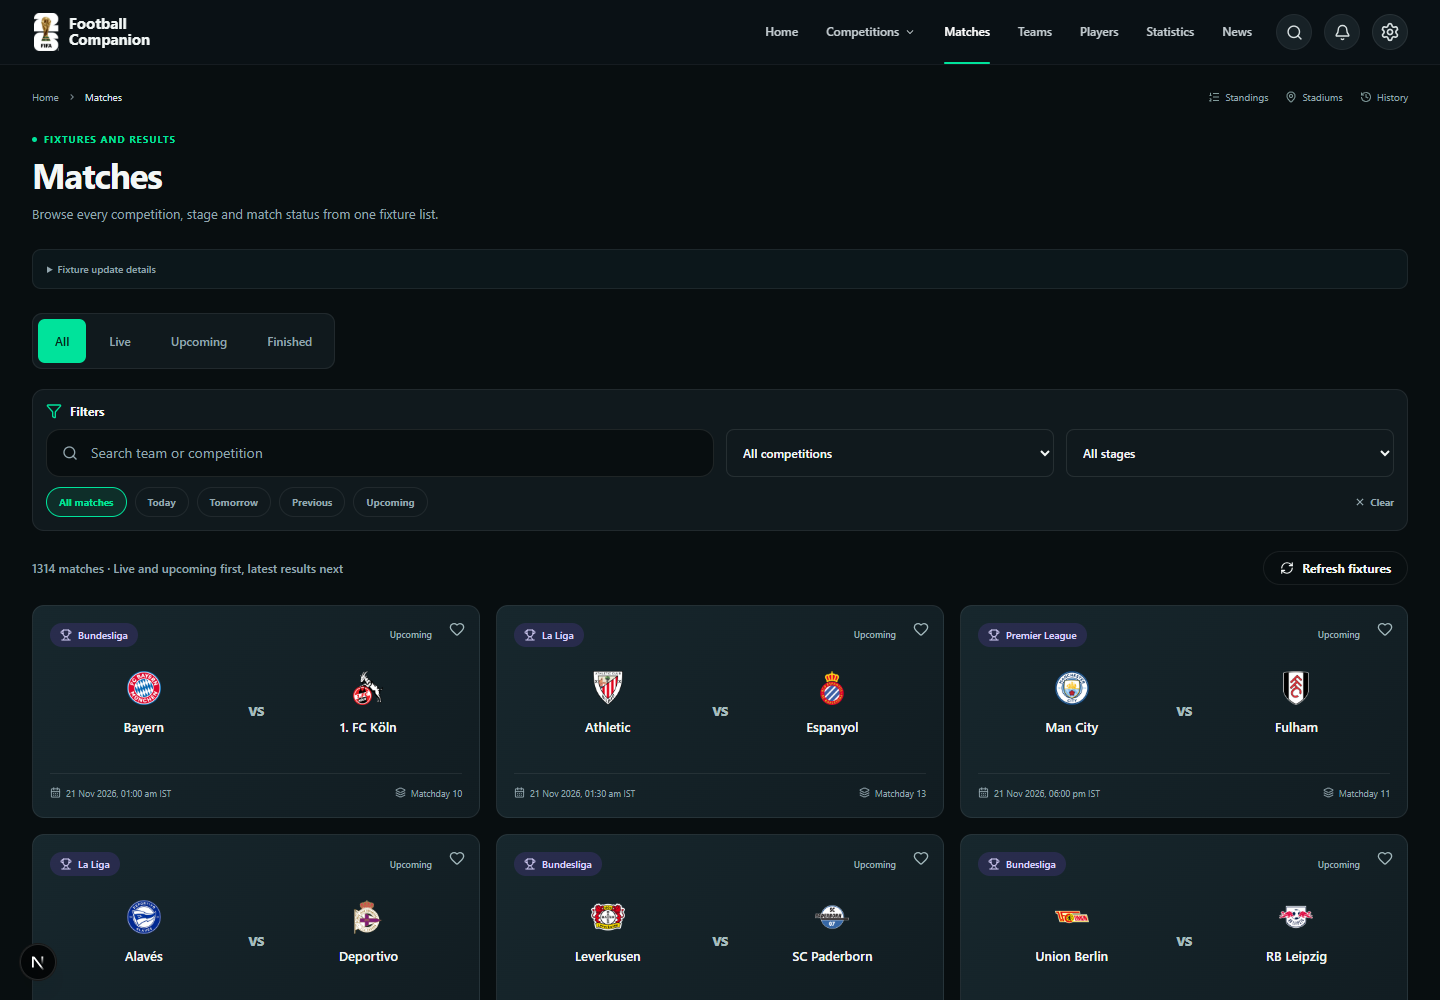 Football
Companion
FIFA
Home
Competitions
Matches
Teams
Players
Statistics
News
Home > Matches
Standings
Stadiums
History
FIXTURES AND RESULTS
Matches
Browse every competition, stage and match status from one fixture list.
Fixture update details
All
Live
Upcoming
Finished
Filters
Search team or competition
All competitions
All stages
All matches
Today
Tomorrow
Previous
Upcoming
Clear
1314 matches · Live and upcoming first, latest results next
Refresh fixtures
Bundesliga
Upcoming
Bayern
VS
1. FC Köln
21 Nov 2026, 01:00 am IST
Matchday 10
La Liga
Upcoming
Athletic
VS
Espanyol
21 Nov 2026, 01:30 am IST
Matchday 13
Premier League
Upcoming
Man City
VS
Fulham
21 Nov 2026, 06:00 pm IST
Matchday 11
La Liga
Upcoming
Alavés
VS
Deportivo
Bundesliga
Upcoming
Leverkusen
VS
SC Paderborn
Bundesliga
Upcoming
Union Berlin
VS
RB Leipzig
N